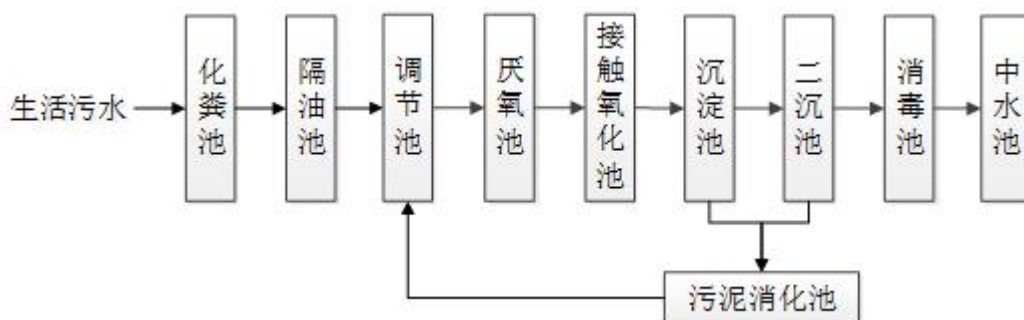 生活污水
化粪池
隔油池
调节池
厌氧池
接触氧化池
沉淀池
二沉池
消毒池
中水池
污泥消化池